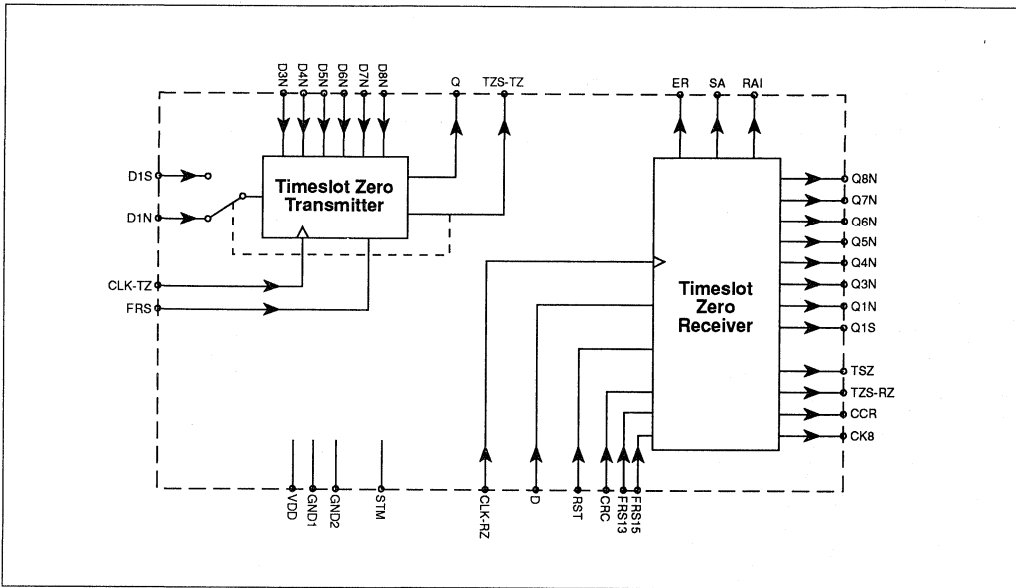 D3N
D4N
D5N
D6N
D7N
D8N
Q
TZS-TZ
ER
SA
RAI
D1S
D1N
Timeslot Zero
Transmitter
CLK-TZ
FRS
Timeslot
Zero
Receiver
Q8N
Q7N
Q6N
Q5N
Q4N
Q3N
Q1N
Q1S
TSZ
TZS-RZ
CCR
CK8
VDD
GND1
GND2
STM
CLK-RZ
D
RST
CRC
FRS13
FRS15